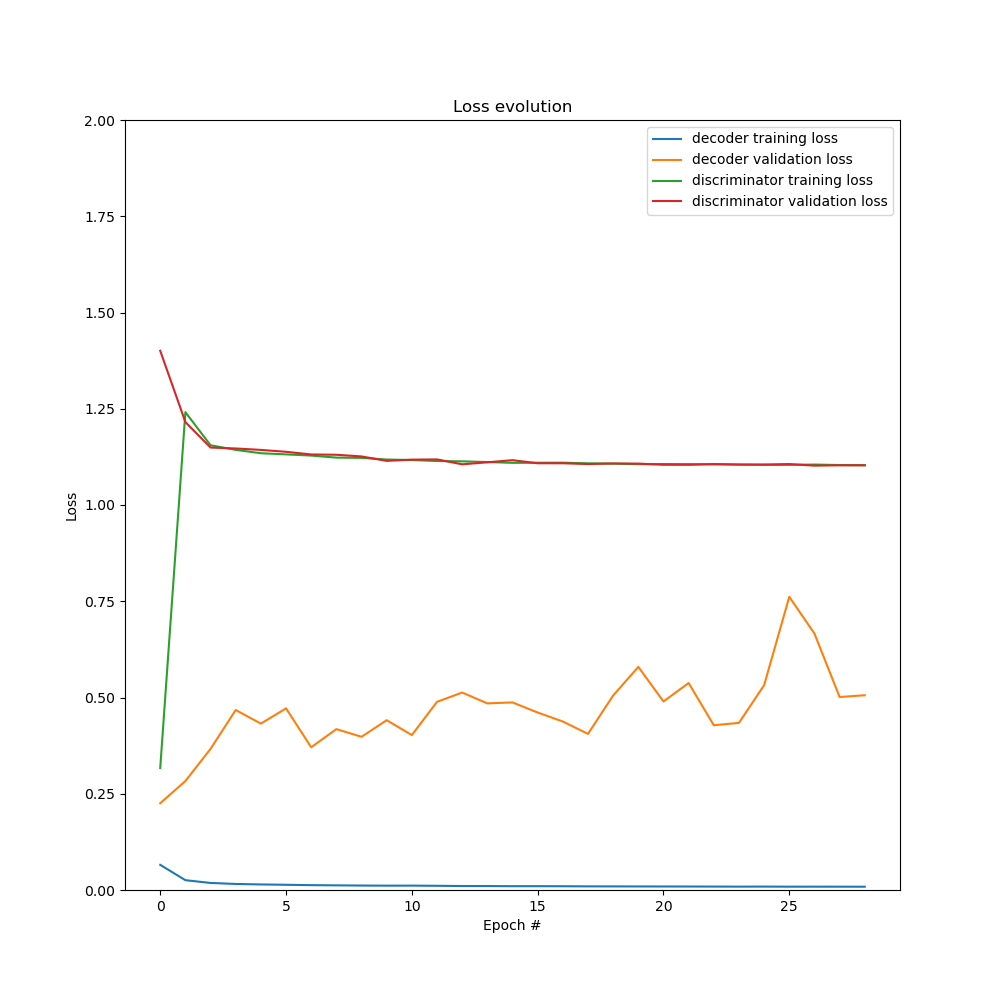 Loss evolution
2.00
1.75
1.50
1.25
1.00
0.75
0.50
0.25
0.00
Loss
decoder training loss
decoder validation loss
discriminator training loss
discriminator validation loss
0 5 10 15 20 25
Epoch #